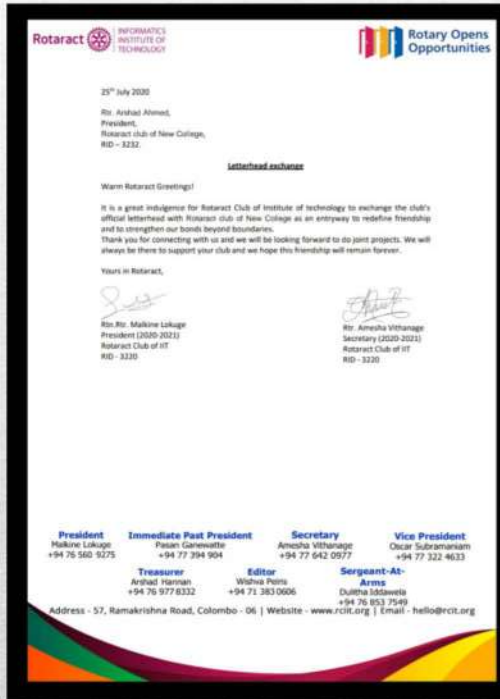 Rotaract INFORMATICS
INSTITUTE OF
TECHNOLOGY
Rotary Opens
Opportunities
25th July 2020
Rtr. Arshad Ahmed,
President,
Rotaract club of New College,
RID – 3232.
Letterhead exchange
Warm Rotaract Greetings!
It is a great indulgence for Rotaract Club of Institute of technology to exchange the club's
official letterhead with Rotaract club of New College as an entryway to redefine friendship
and to strengthen our bonds beyond boundaries.
Thank you for connecting with us and we will be looking forward to do joint projects. We will
always be there to support your club and we hope this friendship will remain forever.
Yours in Rotaract,
Rtn.Rtr. Malkine Lokuge
President (2020-2021)
Rotaract Club of IIT
RID - 3220
Rtr. Amesha Vithanage
Secretary (2020-2021)
Rotaract Club of IIT
RID - 3220
President
Malkine Lokuge
+94 76 560 9275
Immediate Past President
Pasan Ganewatte
+94 77 394 904
Secretary
Amesha Vithanage
+94 77 642 0977
Vice President
Oscar Subramaniam
+94 77 322 4633
Treasurer
Arshad Hannan
+94 76 977 8332
Editor
Wishva Peiris
+94 71 383 0606
Sergeant-At-
Arms
Dulitha Iddawela
+94 76 853 7549
Address - 57, Ramakrishna Road, Colombo - 06 | Website - www.rciit.org | Email - hello@rcit.org